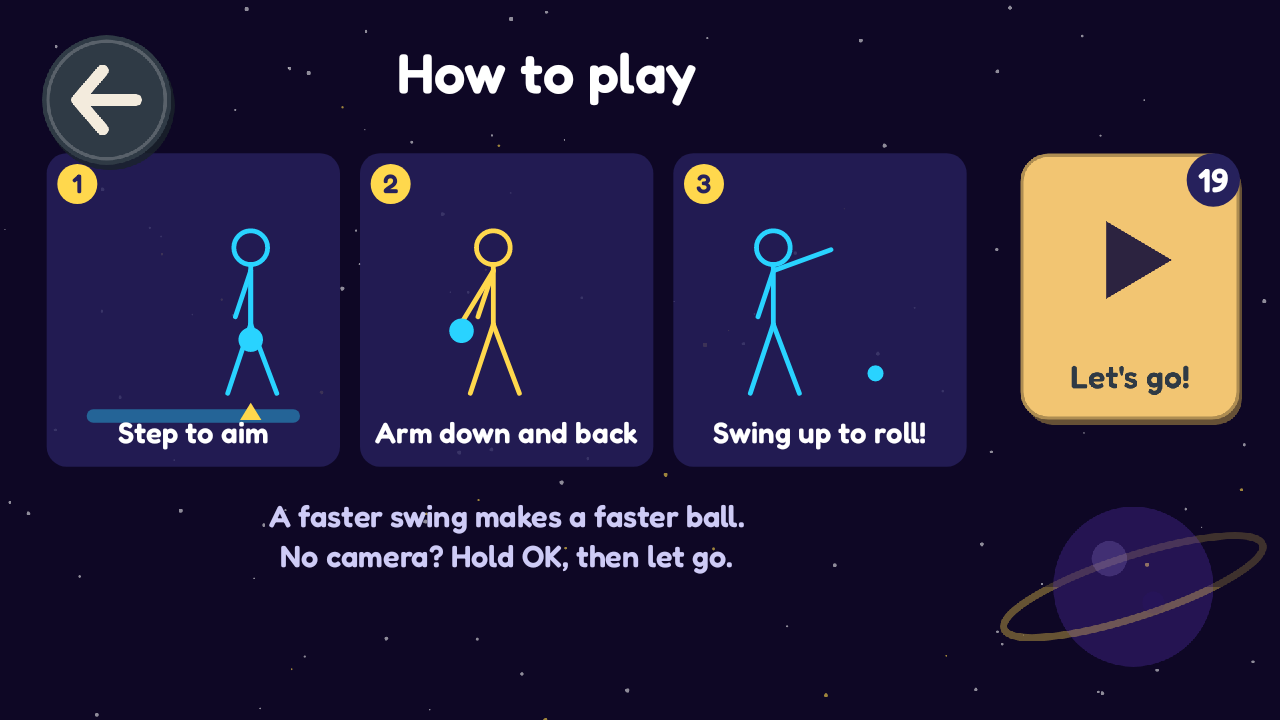 How to play
1
Step to aim
2
Arm down and back
3
Swing up to roll!
19
Let's go!
A faster swing makes a faster ball.
No camera? Hold OK, then let go.